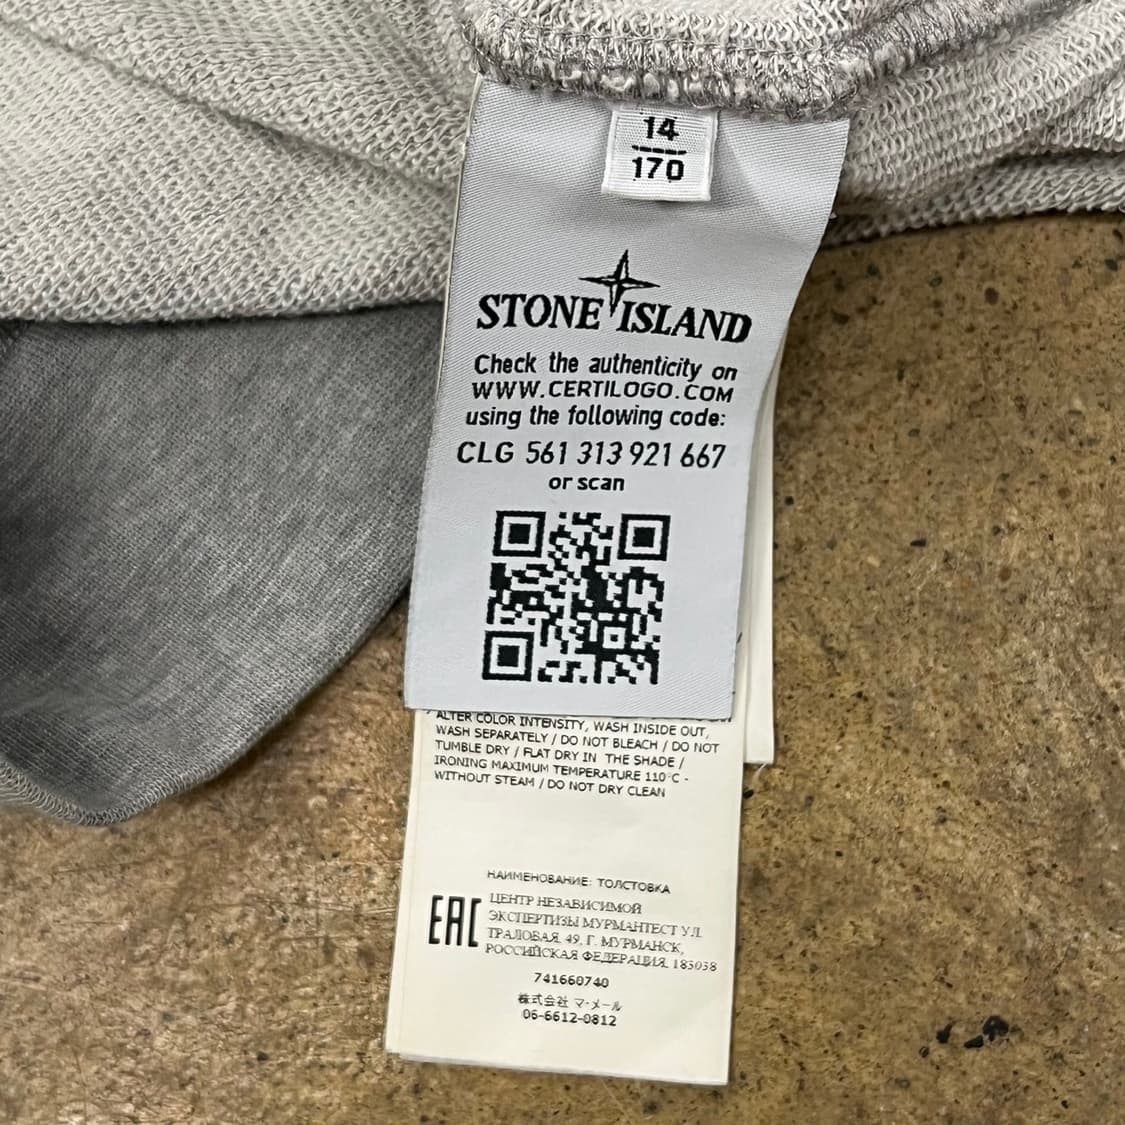 14
170
STONE ISLAND
Check the authenticity on
WWW.CERTILOGO.COM
using the following code:
CLG 561 313 921 667
or scan
ALTER COLOR INTENSITY, WASH INSIDE OUT,
WASH SEPARATELY / DO NOT BLEACH / DO NOT
TUMBLE DRY / FLAT DRY IN THE SHADE /
IRONING MAXIMUM TEMPERATURE 110°C -
WITHOUT STEAM / DO NOT DRY CLEAN
НАИМЕНОВАНИЕ: ТОЛСТОВКА
EAC
ЦЕНТР НЕЗАВИСИМОЙ
ЭКСПЕРТИЗЫ МУРМАНТЕСТ УЛ.
ТРАЛОВАЯ, 49, Г. МУРМАНСК,
РОССИЙСКАЯ ФЕДЕРАЦИЯ, 183038
741660740
株式会社 マ・メール
06-6612-0812